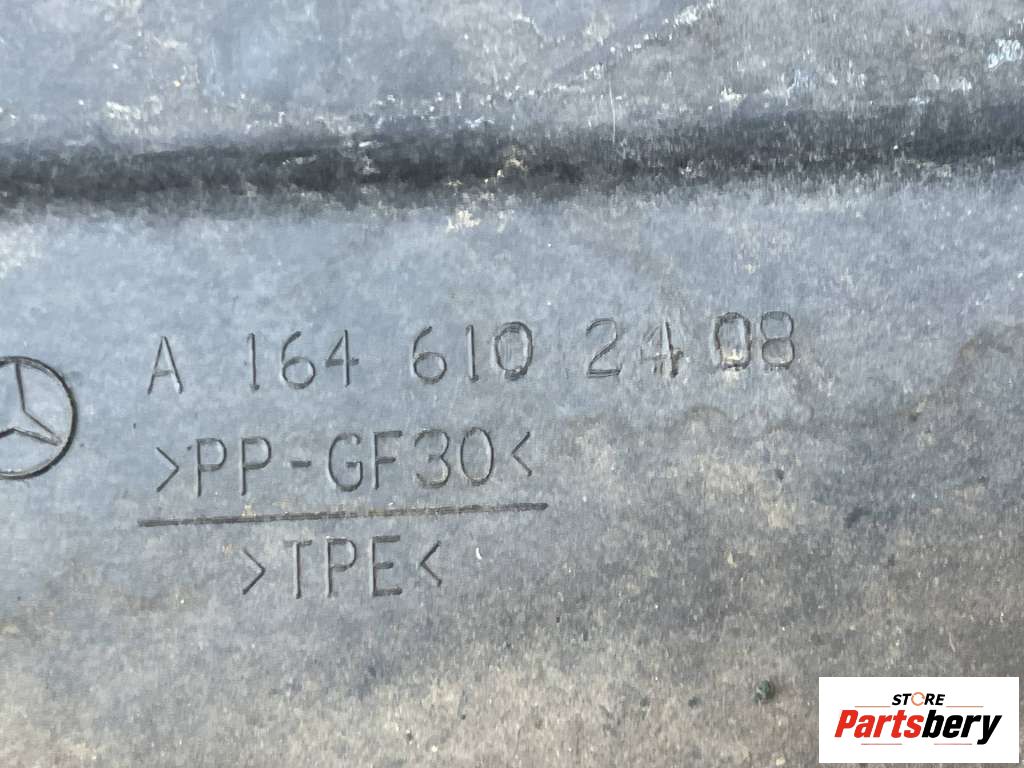 A 164 610 24 08
>PP-GF30<
>TPE<
STORE
Partsbery